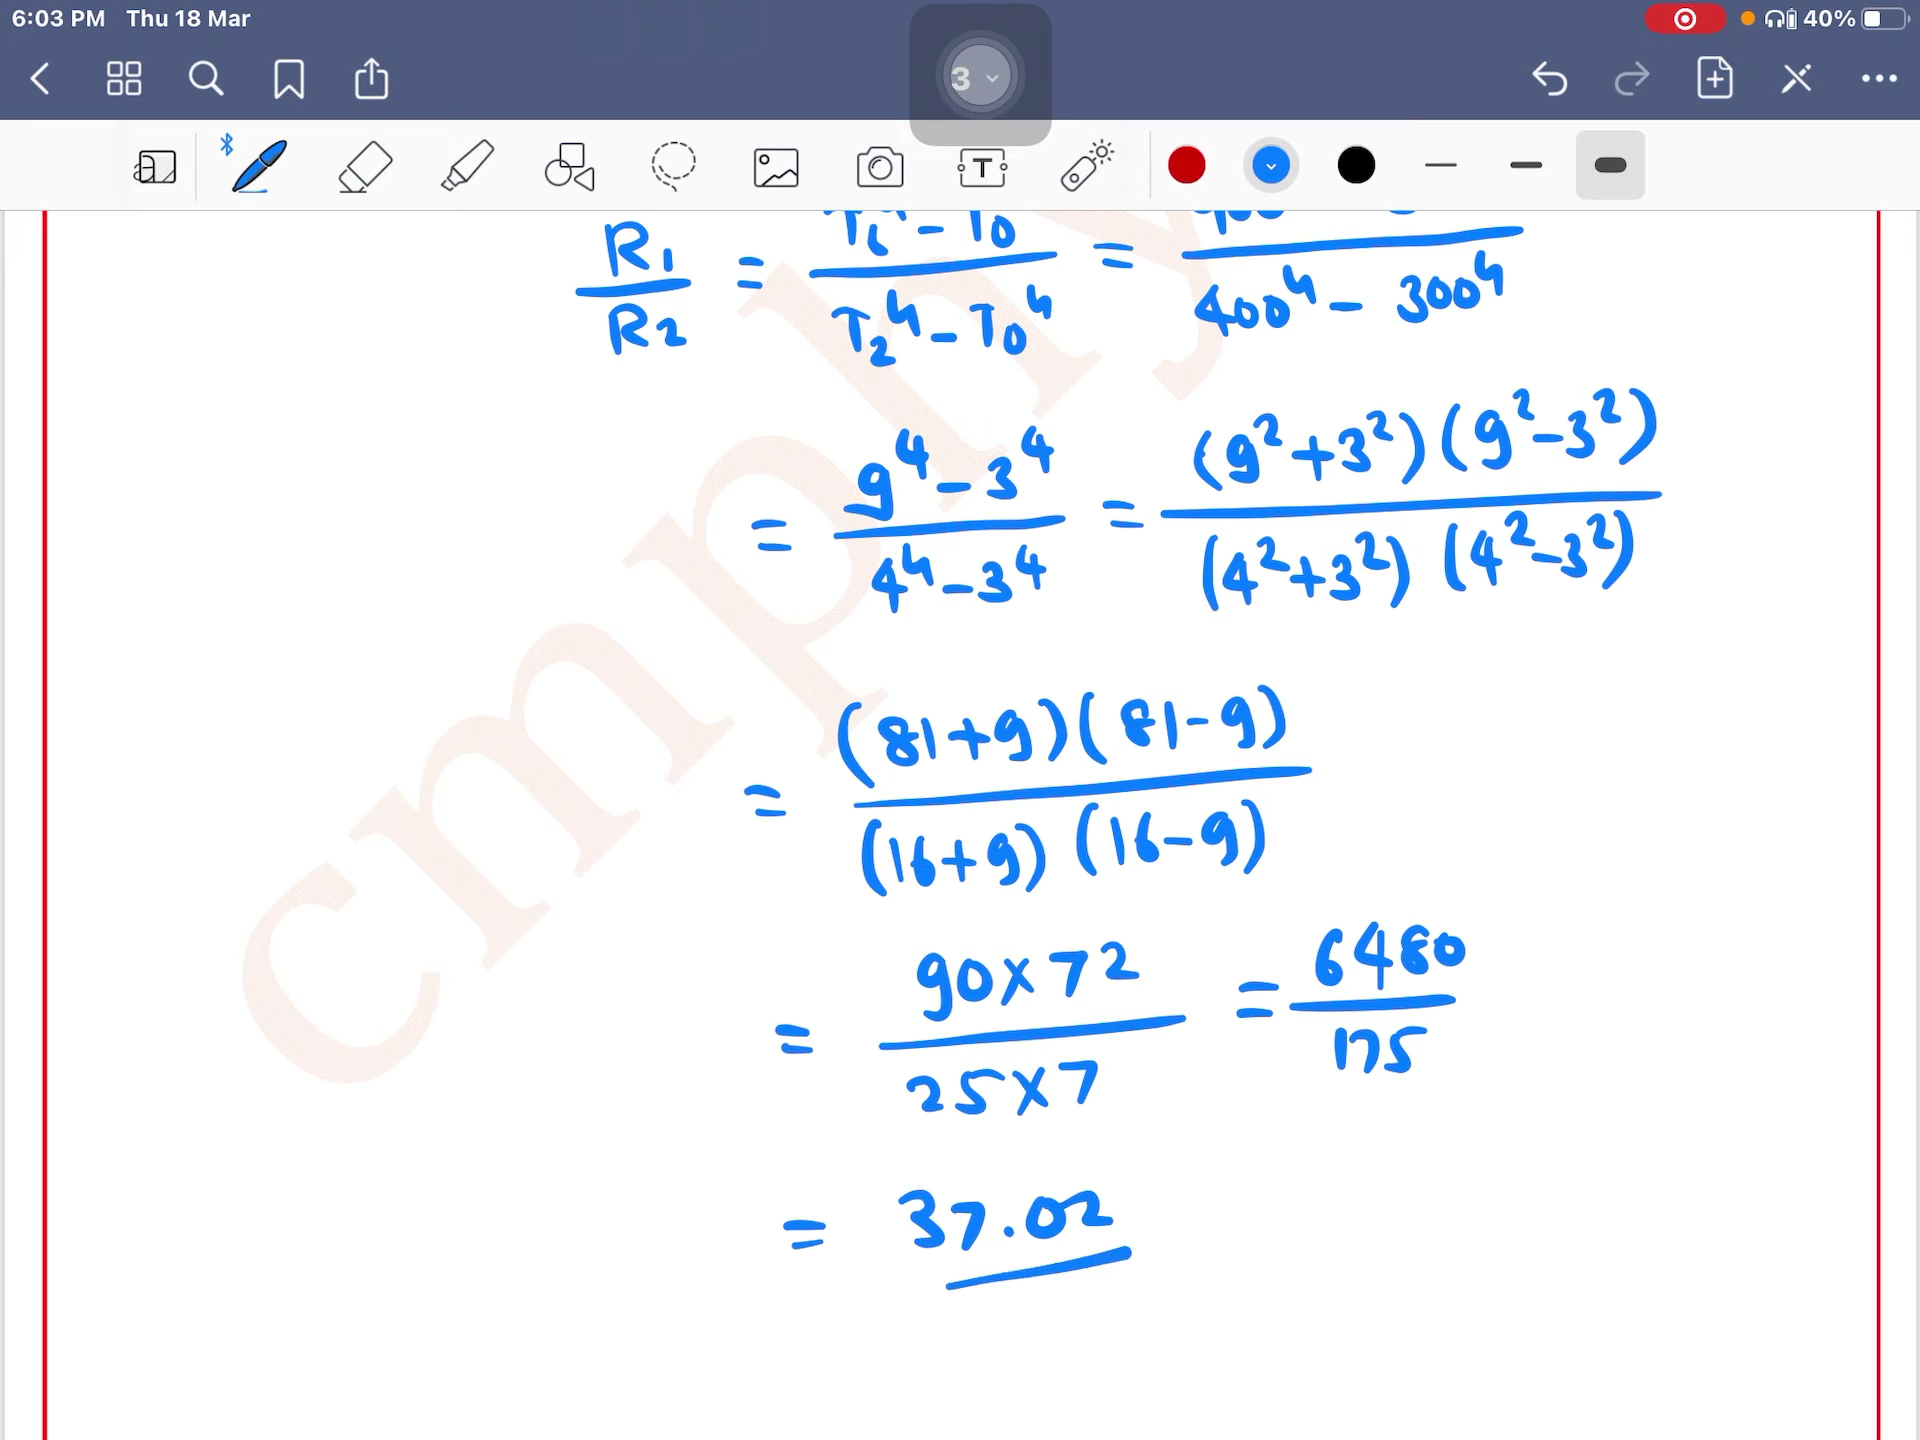 6:03 PM Thu 18 Mar
40%
3
T
R₁/R₂ = / T₂⁴ - T₀⁴ = / 400⁴ - 300⁴
= 9⁴ - 3⁴ / 4⁴ - 3⁴ = (9² + 3²)(9² - 3²) / (4² + 3²)(4² - 3²)
= (81+9)(81-9) / (16+9)(16-9)
= 90 × 72 / 25 × 7 = 6480 / 175
= 37.02
cmphy